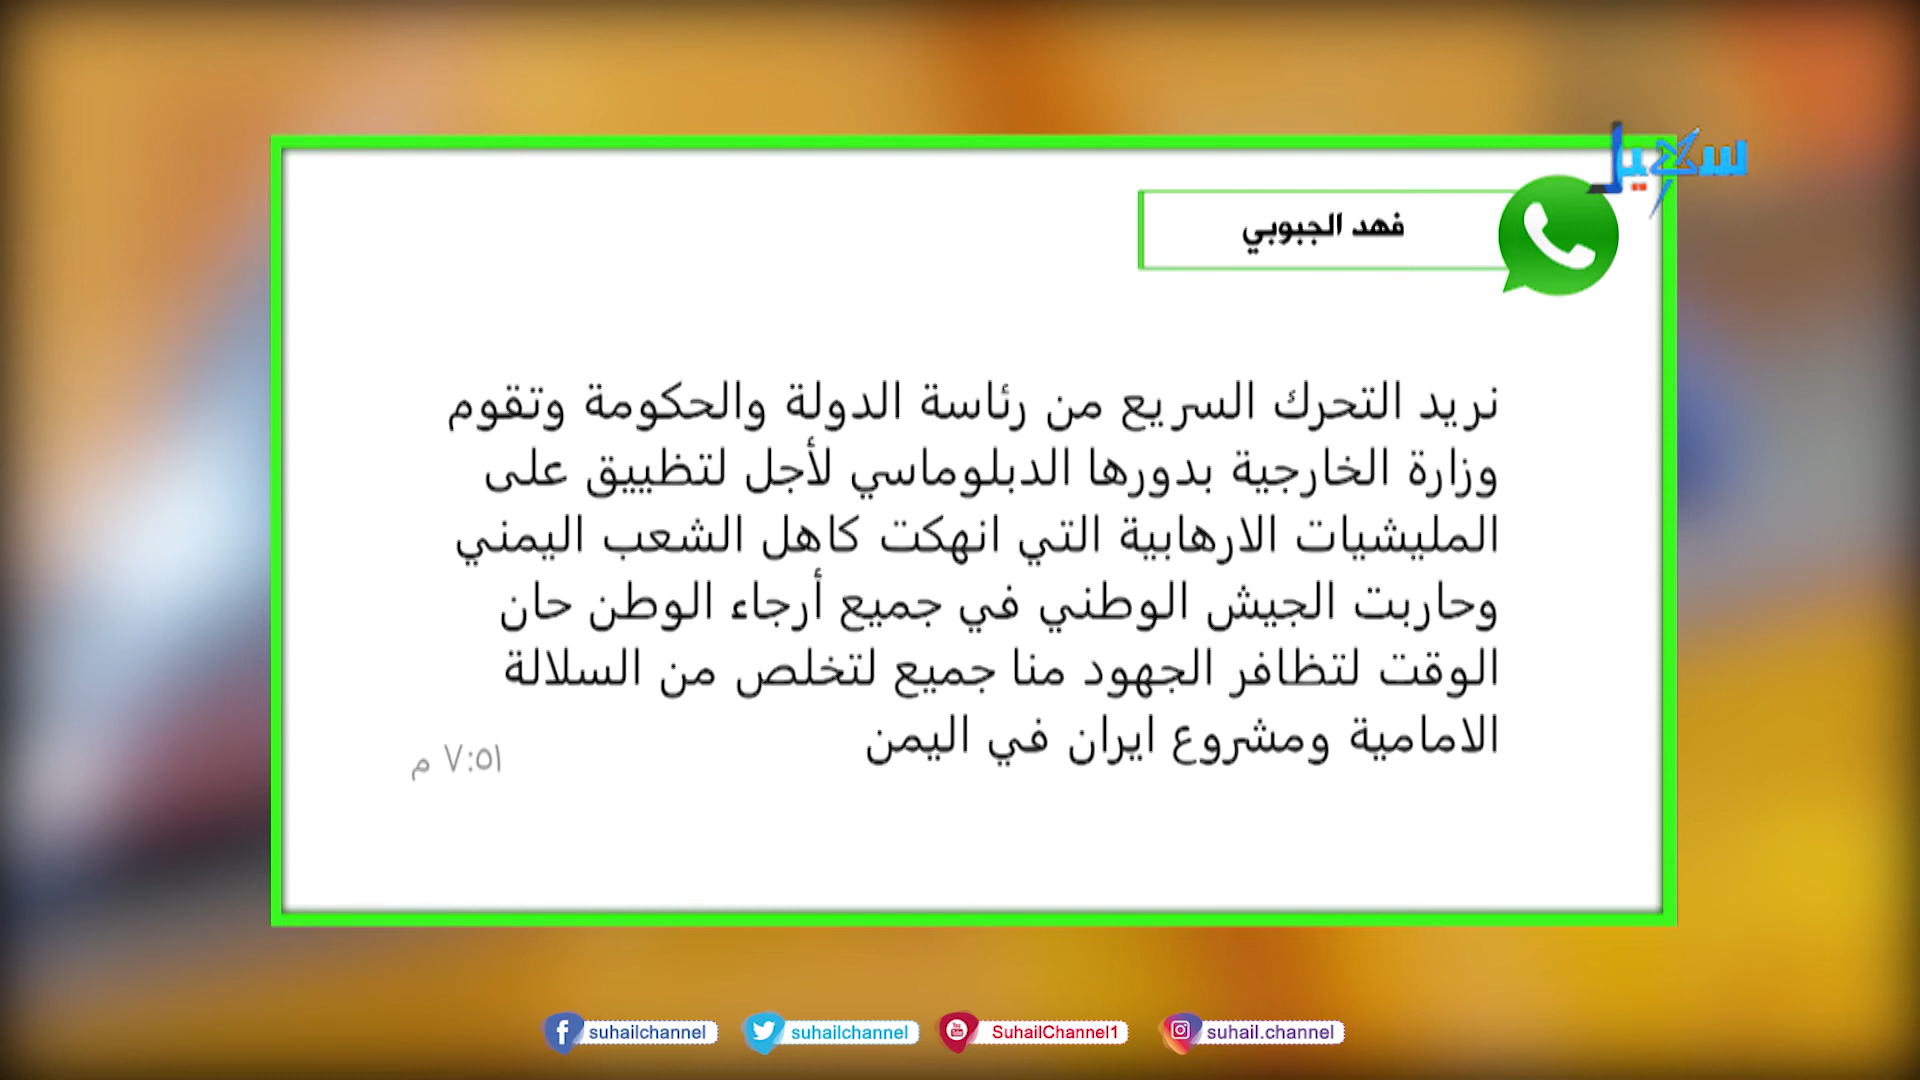 سهيل
فهد الجبوبي
نريد التحرك السريع من رئاسة الدولة والحكومة وتقوم
وزارة الخارجية بدورها الدبلوماسي لأجل لتظييق على
المليشيات الارهابية التي انهكت كاهل الشعب اليمني
وحاربت الجيش الوطني في جميع أرجاء الوطن حان
الوقت لتظافر الجهود منا جميع لتخلص من السلالة
الامامية ومشروع ايران في اليمن
٧:٥١ م
suhailchannel suhailchannel SuhailChannel1 suhail.channel